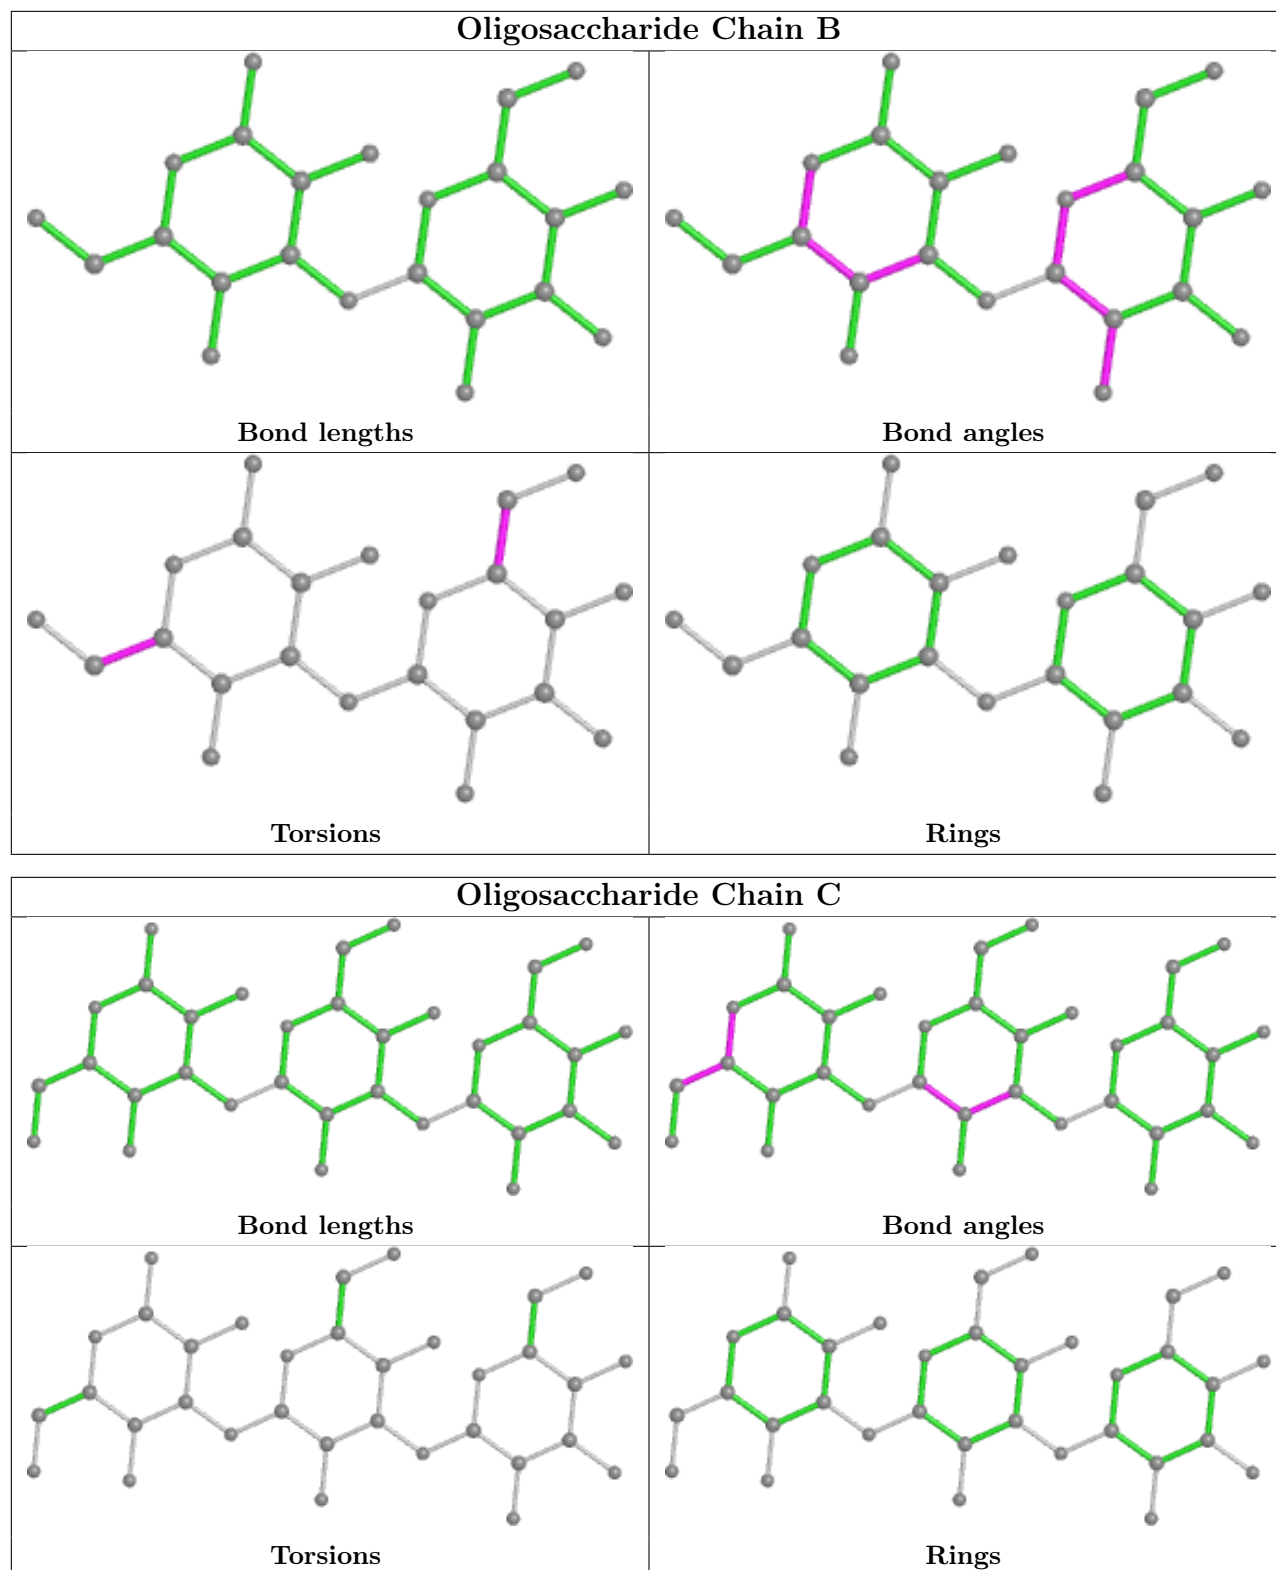 Oligosaccharide Chain B
Bond lengths
Bond angles
Torsions
Rings
Oligosaccharide Chain C
Bond lengths
Bond angles
Torsions
Rings